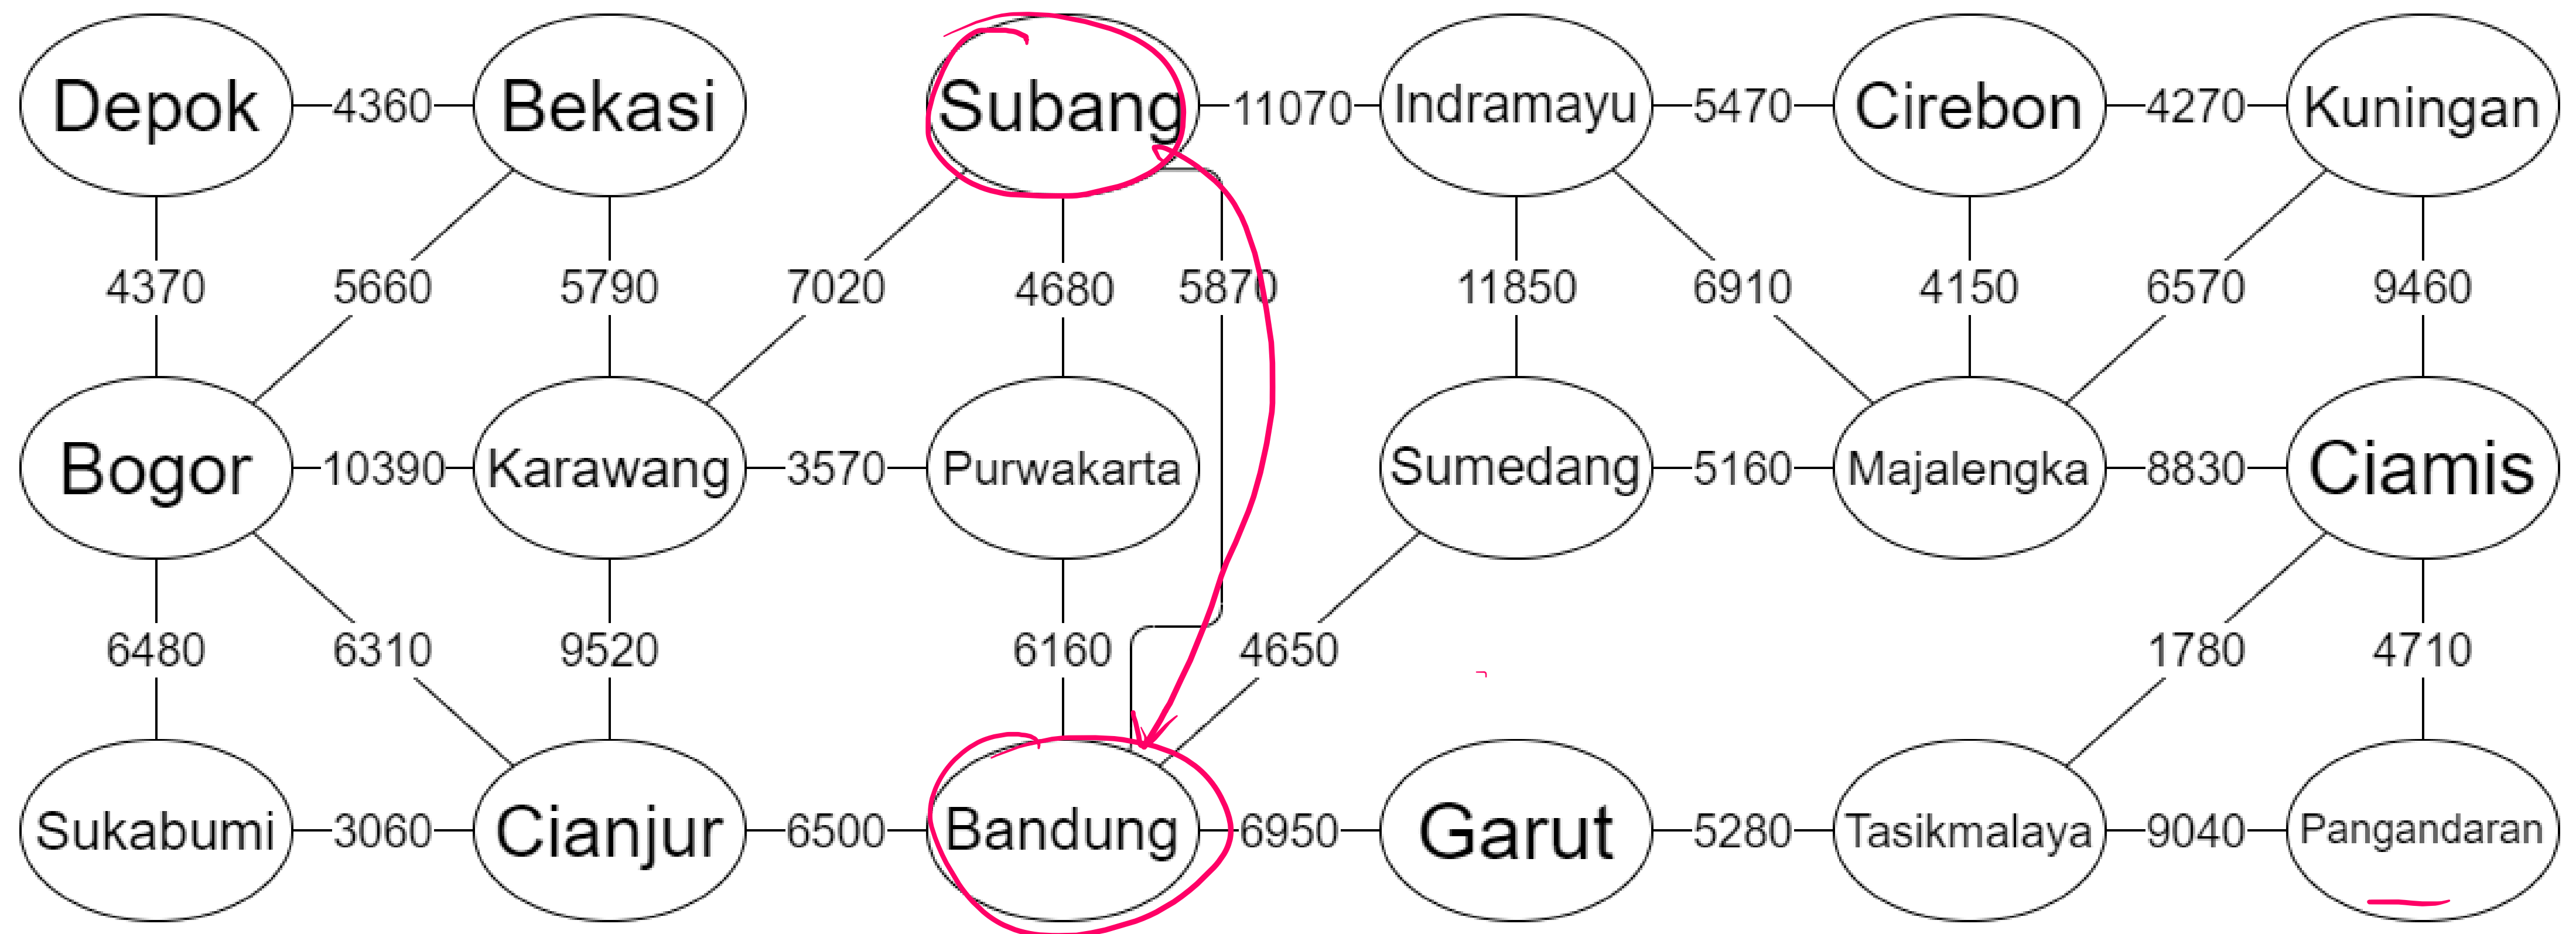 Depok 4360 Bekasi Subang 11070 Indramayu 5470 Cirebon 4270 Kuningan
4370 5660 5790 7020 4680 5870 11850 6910 4150 6570 9460
Bogor 10390 Karawang 3570 Purwakarta Sumedang 5160 Majalengka 8830 Ciamis
6480 6310 9520 6160 4650 1780 4710
Sukabumi 3060 Cianjur 6500 Bandung 6950 Garut 5280 Tasikmalaya 9040 Pangandaran